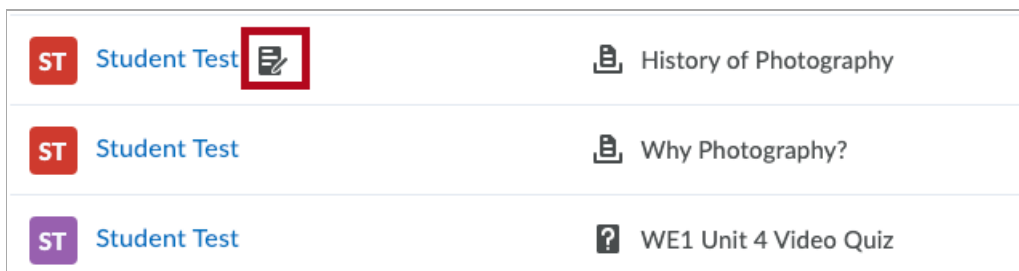 ST Student Test History of Photography
ST Student Test Why Photography?
ST Student Test ? WE1 Unit 4 Video Quiz